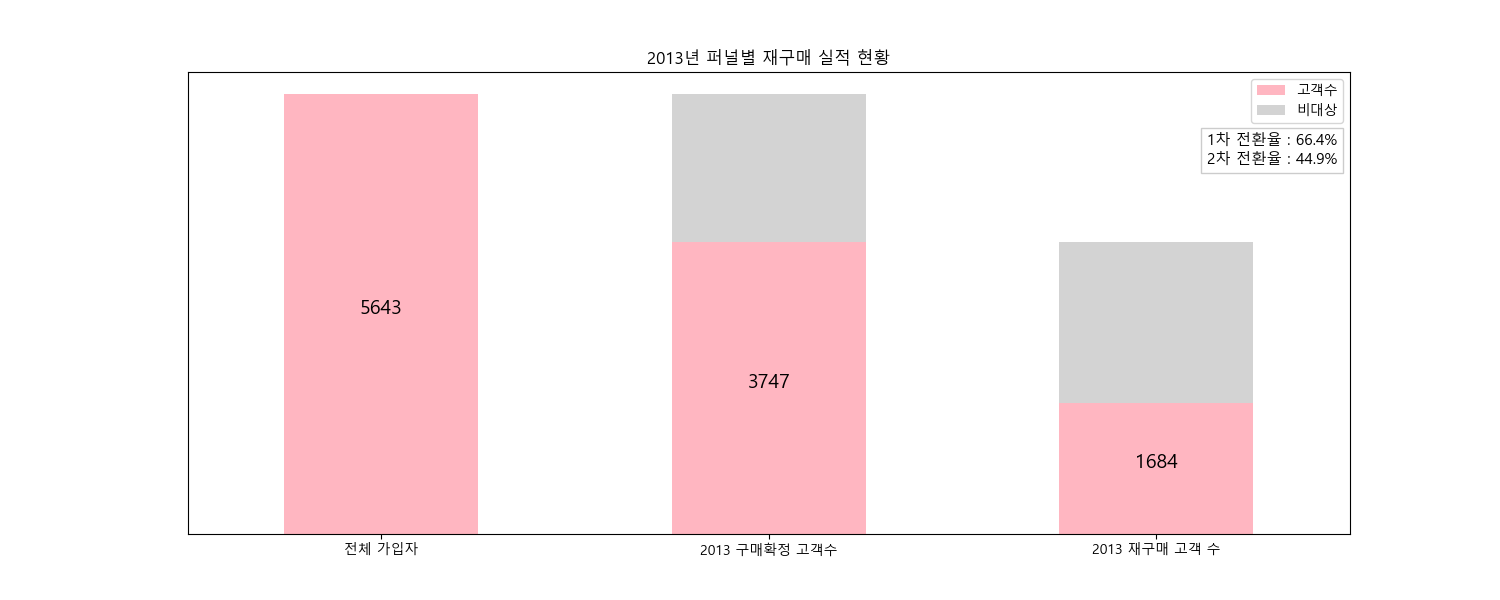 2013년 퍼널별 재구매 실적 현황
고객수
비대상
1차 전환율 : 66.4%
2차 전환율 : 44.9%
5643
3747
1684
전체 가입자
2013 구매확정 고객수
2013 재구매 고객 수